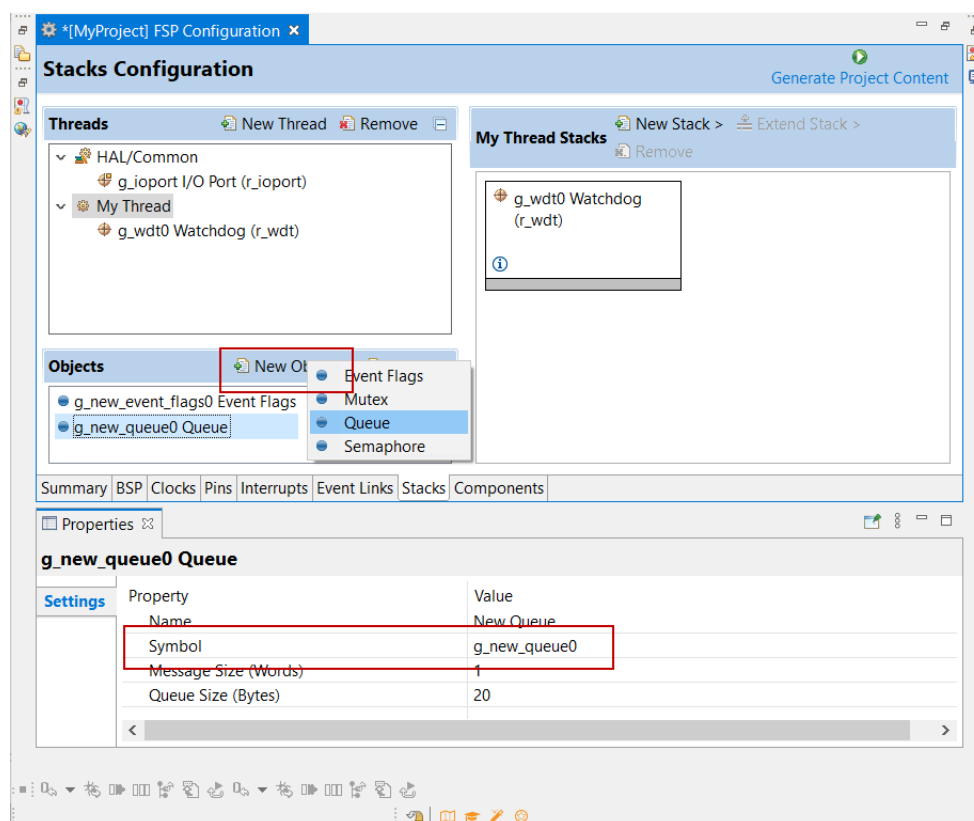 *[MyProject] FSP Configuration
Stacks Configuration
Generate Project Content
Threads
New Thread
Remove
HAL/Common
g_ioport I/O Port (r_ioport)
My Thread
g_wdt0 Watchdog (r_wdt)
My Thread Stacks
New Stack >
Extend Stack >
Remove
g_wdt0 Watchdog
(r_wdt)
Objects
New Ob
g_new_event_flags0 Event Flags
g_new_queue0 Queue
Event Flags
Mutex
Queue
Semaphore
Summary BSP Clocks Pins Interrupts Event Links Stacks Components
Properties
g_new_queue0 Queue
Settings
Property Value
Name New Queue
Symbol g_new_queue0
Message Size (Words) 1
Queue Size (Bytes) 20